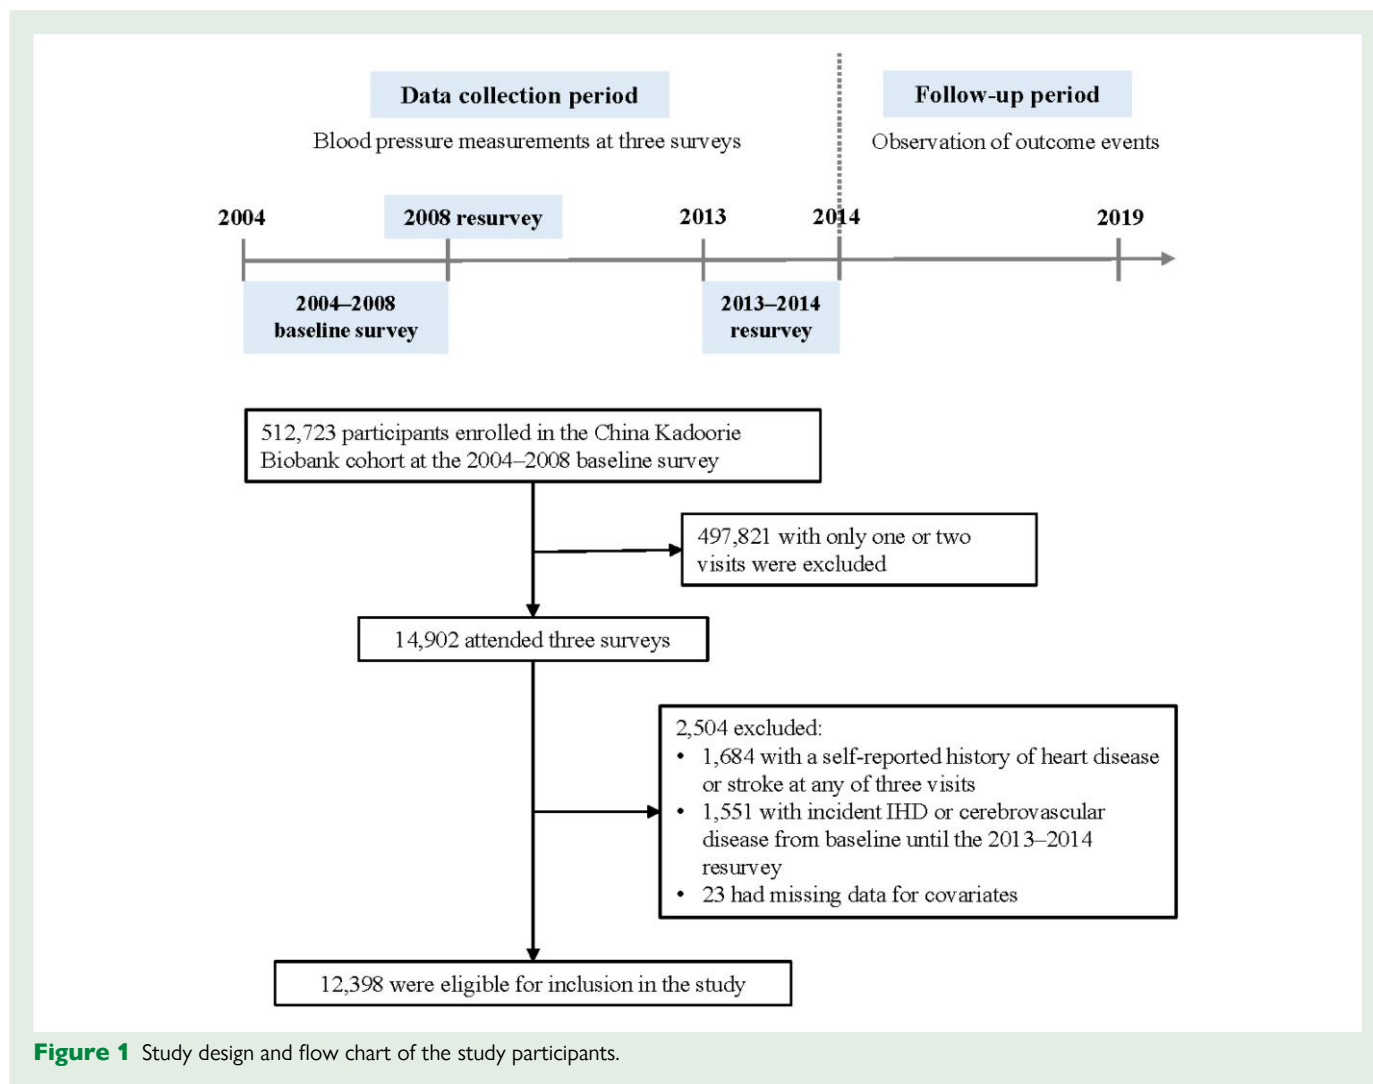 Data collection period
Follow-up period
Blood pressure measurements at three surveys
Observation of outcome events
2004
2008 resurvey
2013
2014
2019
2004–2008
baseline survey
2013–2014
resurvey
512,723 participants enrolled in the China Kadoorie
Biobank cohort at the 2004–2008 baseline survey
497,821 with only one or two
visits were excluded
14,902 attended three surveys
2,504 excluded:
• 1,684 with a self-reported history of heart disease
or stroke at any of three visits
• 1,551 with incident IHD or cerebrovascular
disease from baseline until the 2013–2014
resurvey
• 23 had missing data for covariates
12,398 were eligible for inclusion in the study
Figure 1 Study design and flow chart of the study participants.